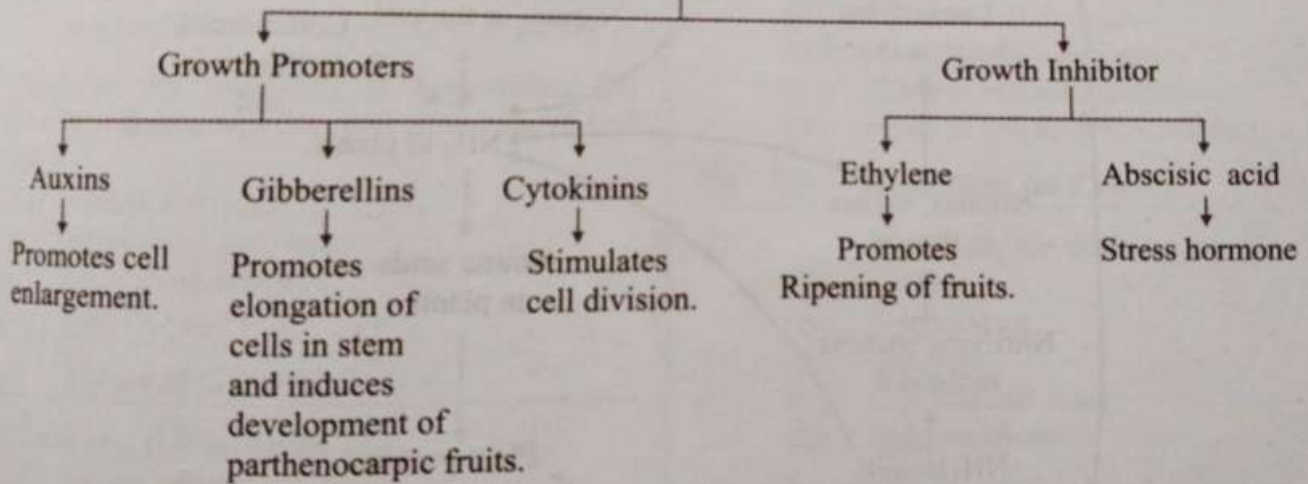 Growth Promoters
Growth Inhibitor
Auxins
Gibberellins
Cytokinins
Ethylene
Abscisic acid
Promotes cell
enlargement.
Promotes
elongation of
cells in stem
and induces
development of
parthenocarpic fruits.
Stimulates
cell division.
Promotes
Ripening of fruits.
Stress hormone